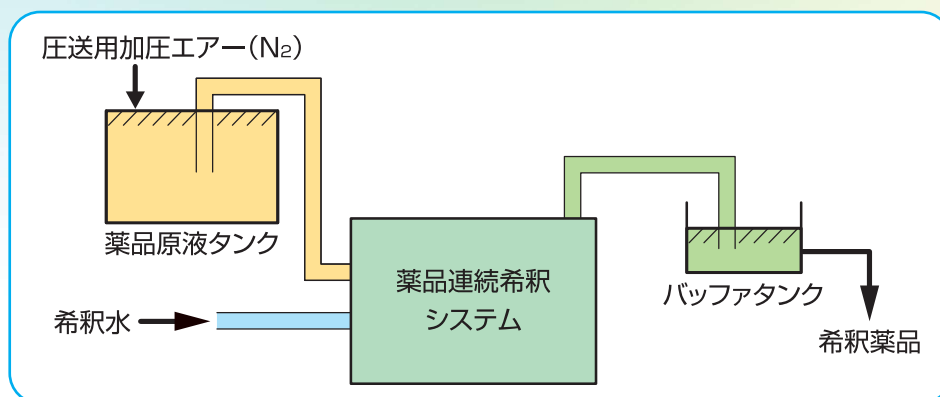 圧送用加圧エアー(N₂)
薬品原液タンク
希釈水
薬品連続希釈
システム
バッファタンク
希釈薬品